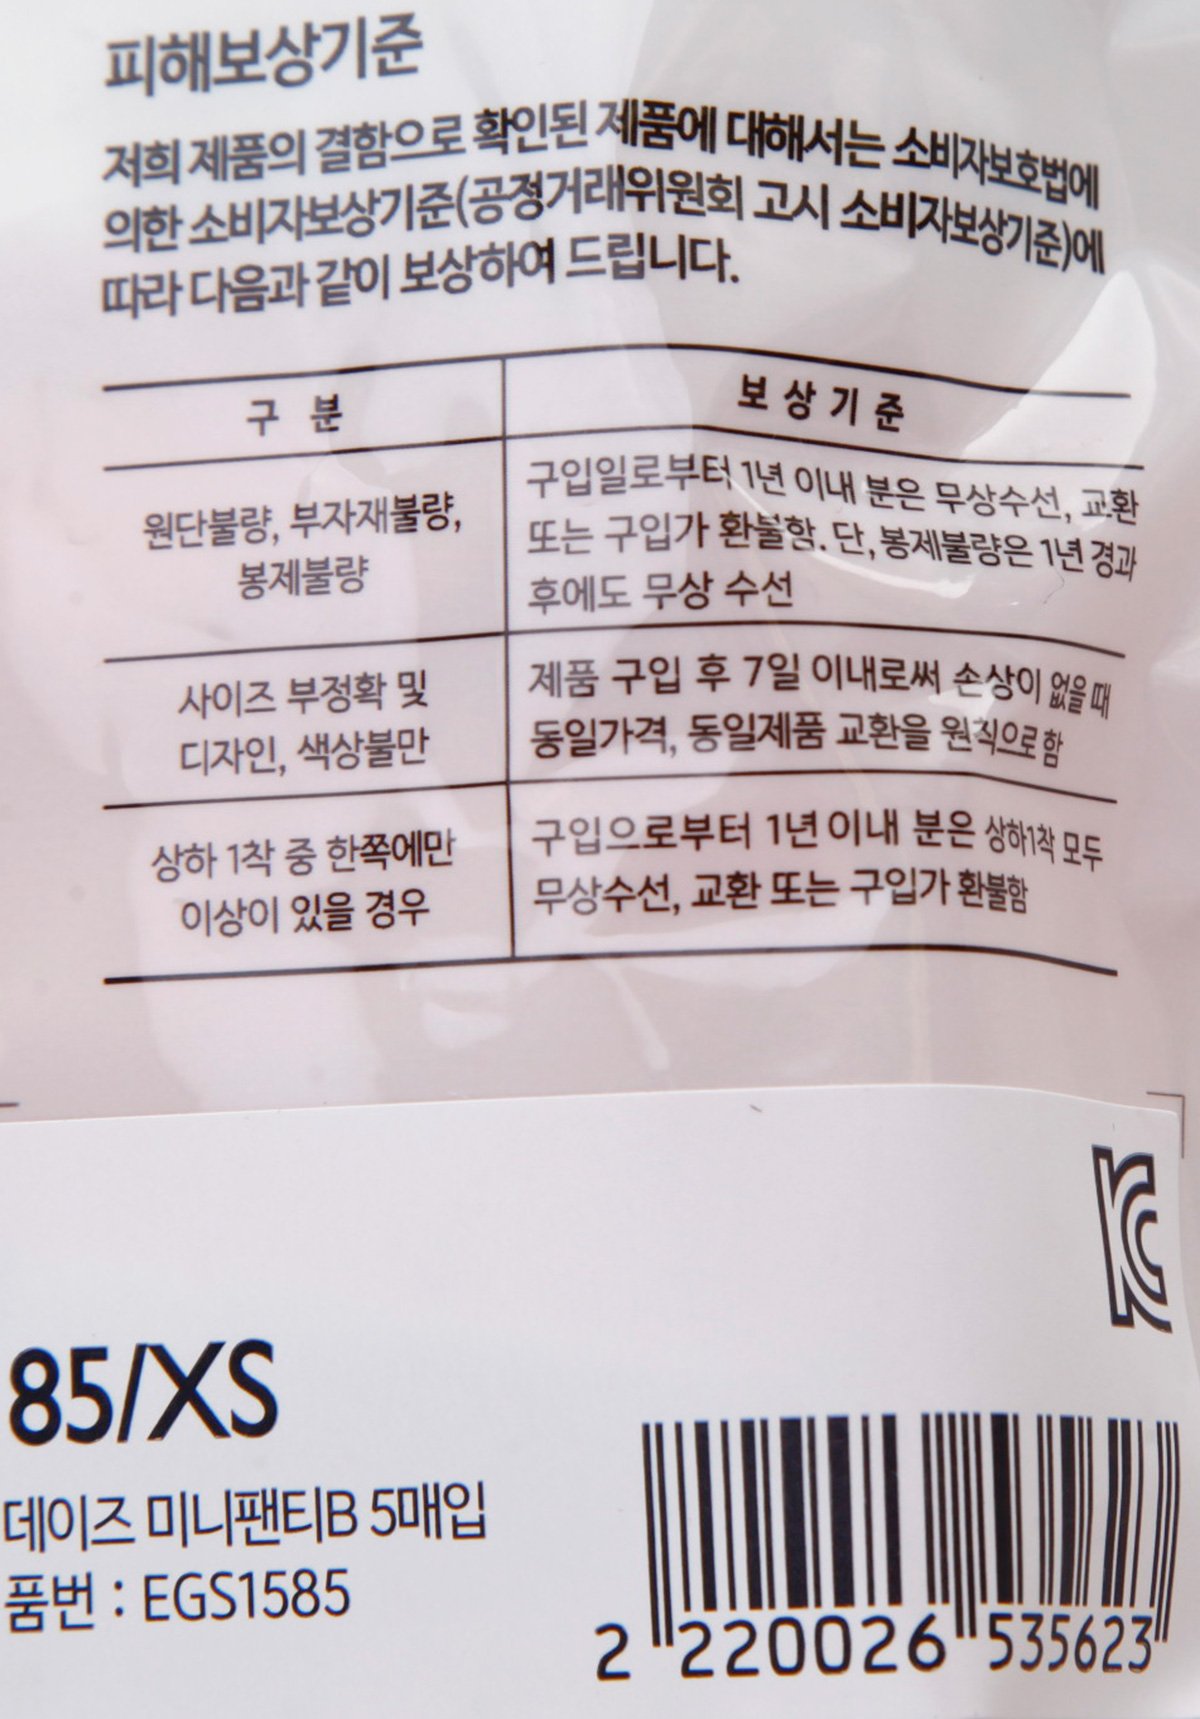 피해보상기준
저희 제품의 결함으로 확인된 제품에 대해서는 소비자보호법에
의한 소비자보상기준(공정거래위원회 고시 소비자보상기준)에
따라 다음과 같이 보상하여 드립니다.
구 분
보상기준
원단불량, 부자재불량,
봉제불량
구입일로부터 1년 이내 분은 무상수선, 교환
또는 구입가 환불함. 단, 봉제불량은 1년 경과
후에도 무상 수선
사이즈 부정확 및
디자인, 색상불만
제품 구입 후 7일 이내로써 손상이 없을 때
동일가격, 동일제품 교환을 원칙으로 함
상하 1착 중 한쪽에만
이상이 있을 경우
구입으로부터 1년 이내 분은 상하1착 모두
무상수선, 교환 또는 구입가 환불함
KC
85/XS
데이즈 미니팬티B 5매입
품번 : EGS1585
2 220026 535623